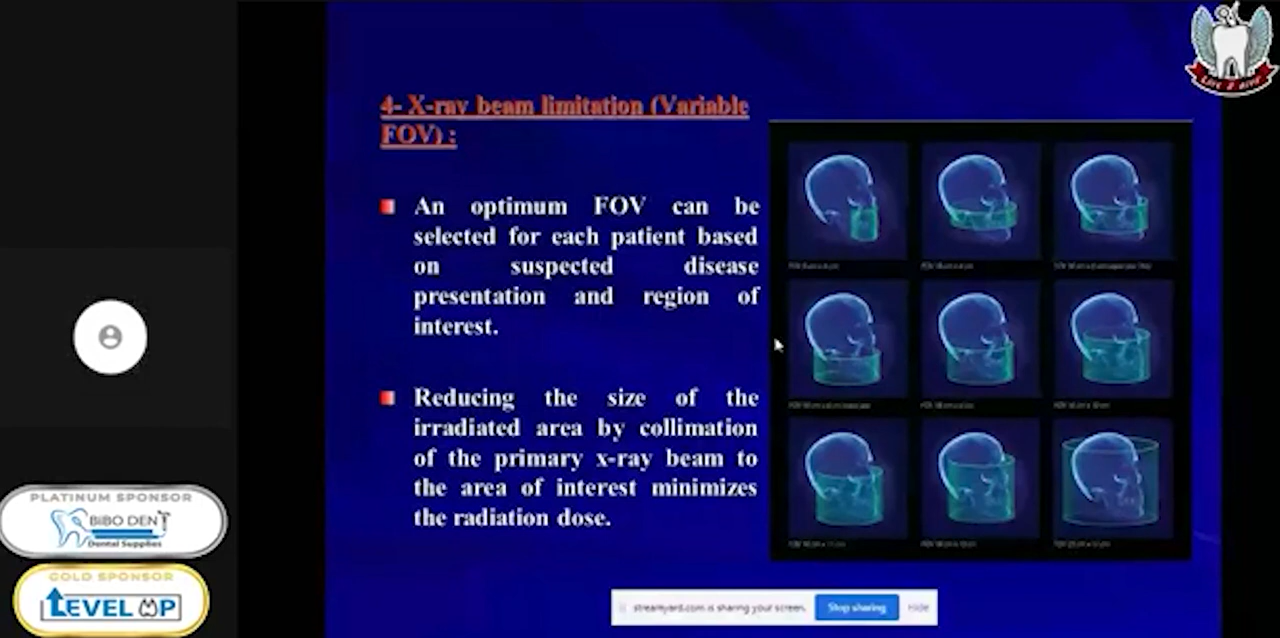 4- X-ray beam limitation (Variable
FOV) :
An optimum FOV can be
selected for each patient based
on suspected disease
presentation and region of
interest.
Reducing the size of the
irradiated area by collimation
of the primary x-ray beam to
the area of interest minimizes
the radiation dose.
PLATINUM SPONSOR
BIBO DENT
Dental Supplies
GOLD SPONSOR
LEVEL UP
streamyard.com is sharing your screen.
Stop sharing
Hide